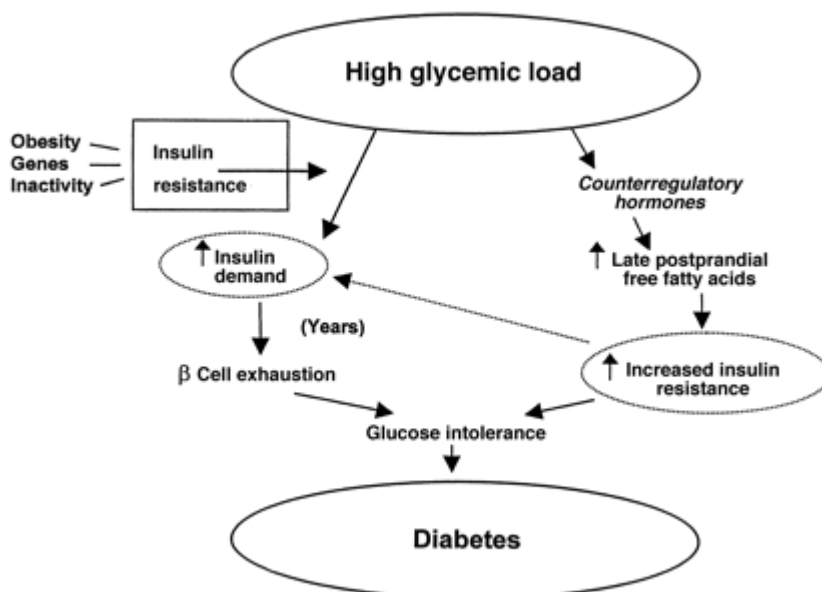 High glycemic load
Obesity
Genes
Inactivity
Insulin
resistance
Counterregulatory
hormones
Insulin
demand
Late postprandial
free fatty acids
(Years)
β Cell exhaustion
Increased insulin
resistance
Glucose intolerance
Diabetes